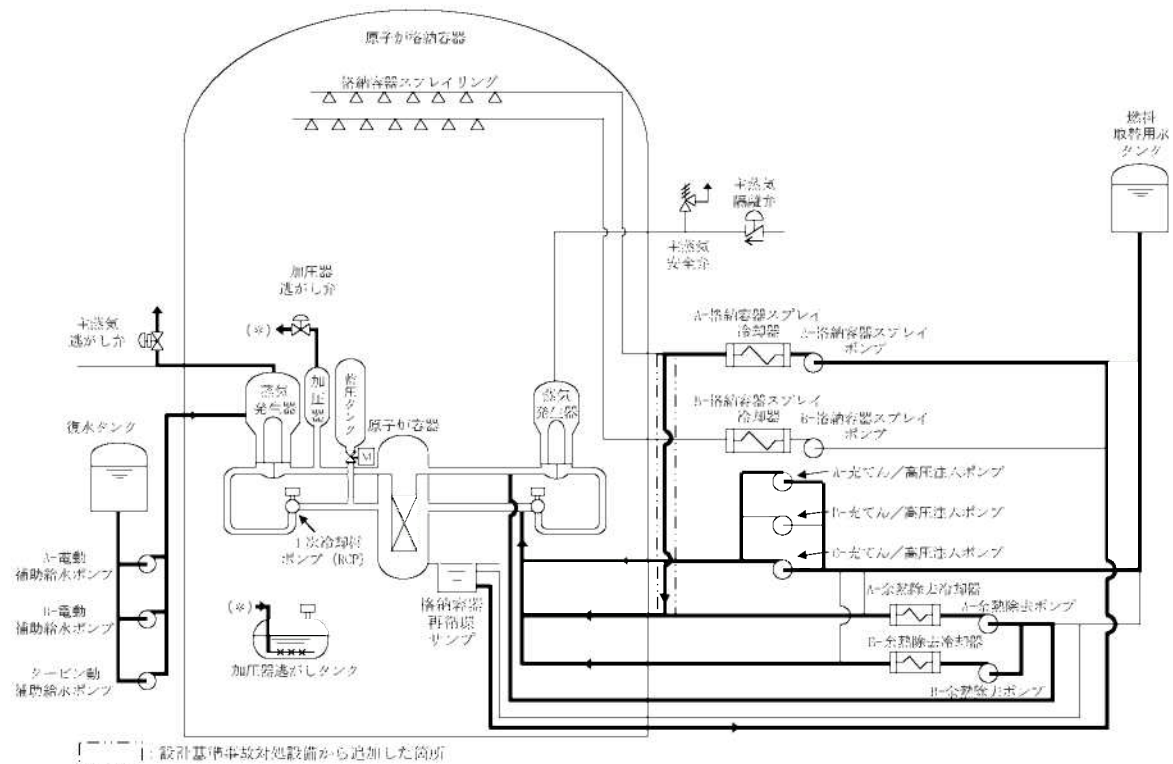 原子炉格納容器
格納容器スプレイリング
燃料
取替用水
タンク
主蒸気
隔離弁
主蒸気
安全弁
加圧器
逃がし弁
(※)
主蒸気
逃がし弁
A-格納容器スプレイ
冷却器
A-格納容器スプレイ
ポンプ
蒸気
発生器
加圧器
蓄圧タンク
蒸気
発生器
原子炉容器
M
B-格納容器スプレイ
冷却器
B-格納容器スプレイ
ポンプ
復水タンク
A-充てん/高圧注入ポンプ
B-充てん/高圧注入ポンプ
C-充てん/高圧注入ポンプ
1次冷却材
ポンプ (RCP)
A-電動
補助給水ポンプ
B-電動
補助給水ポンプ
タービン動
補助給水ポンプ
(※)
加圧器逃がしタンク
格納容器
再循環
サンプ
A-余熱除去冷却器
A-余熱除去ポンプ
B-余熱除去冷却器
B-余熱除去ポンプ
:設計基準事故対処設備から追加した箇所